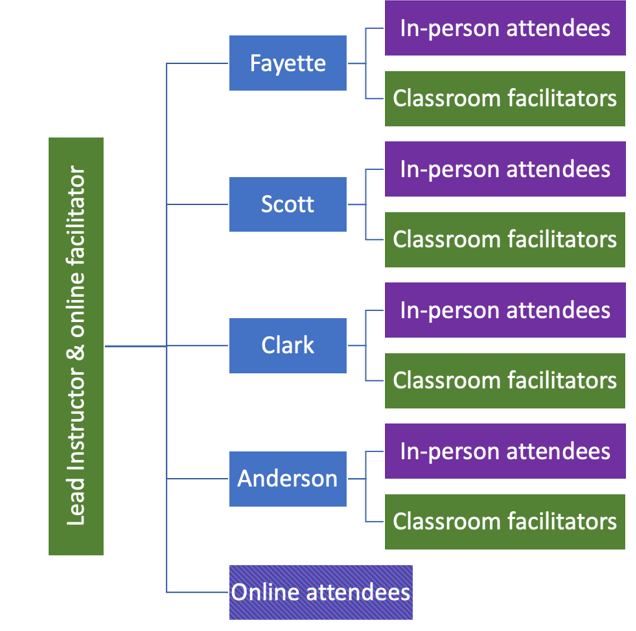 Lead Instructor & online facilitator
Fayette
In-person attendees
Classroom facilitators
Scott
In-person attendees
Classroom facilitators
Clark
In-person attendees
Classroom facilitators
Anderson
In-person attendees
Classroom facilitators
Online attendees